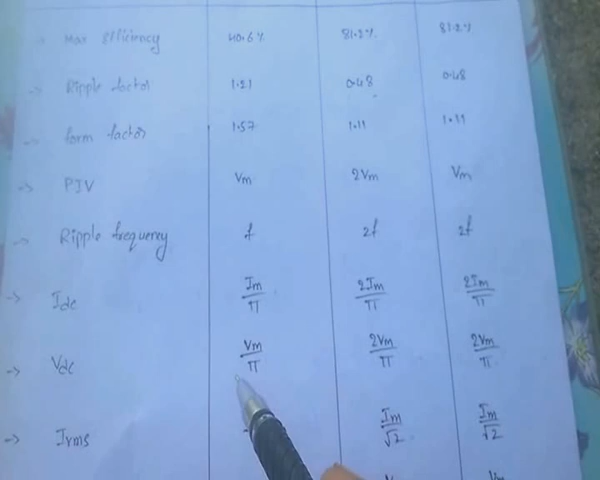 -> Max efficiency 40.6% 81.2% 81.2%
-> Ripple factor 1.21 0.48 0.48
-> form factor 1.57 1.11 1.11
-> PIV Vm 2Vm Vm
-> Ripple frequency f 2f 2f
-> Idc Im/π 2Im/π 2Im/π
-> Vdc Vm/π 2Vm/π 2Vm/π
-> Irms Im/√2 Im/√2